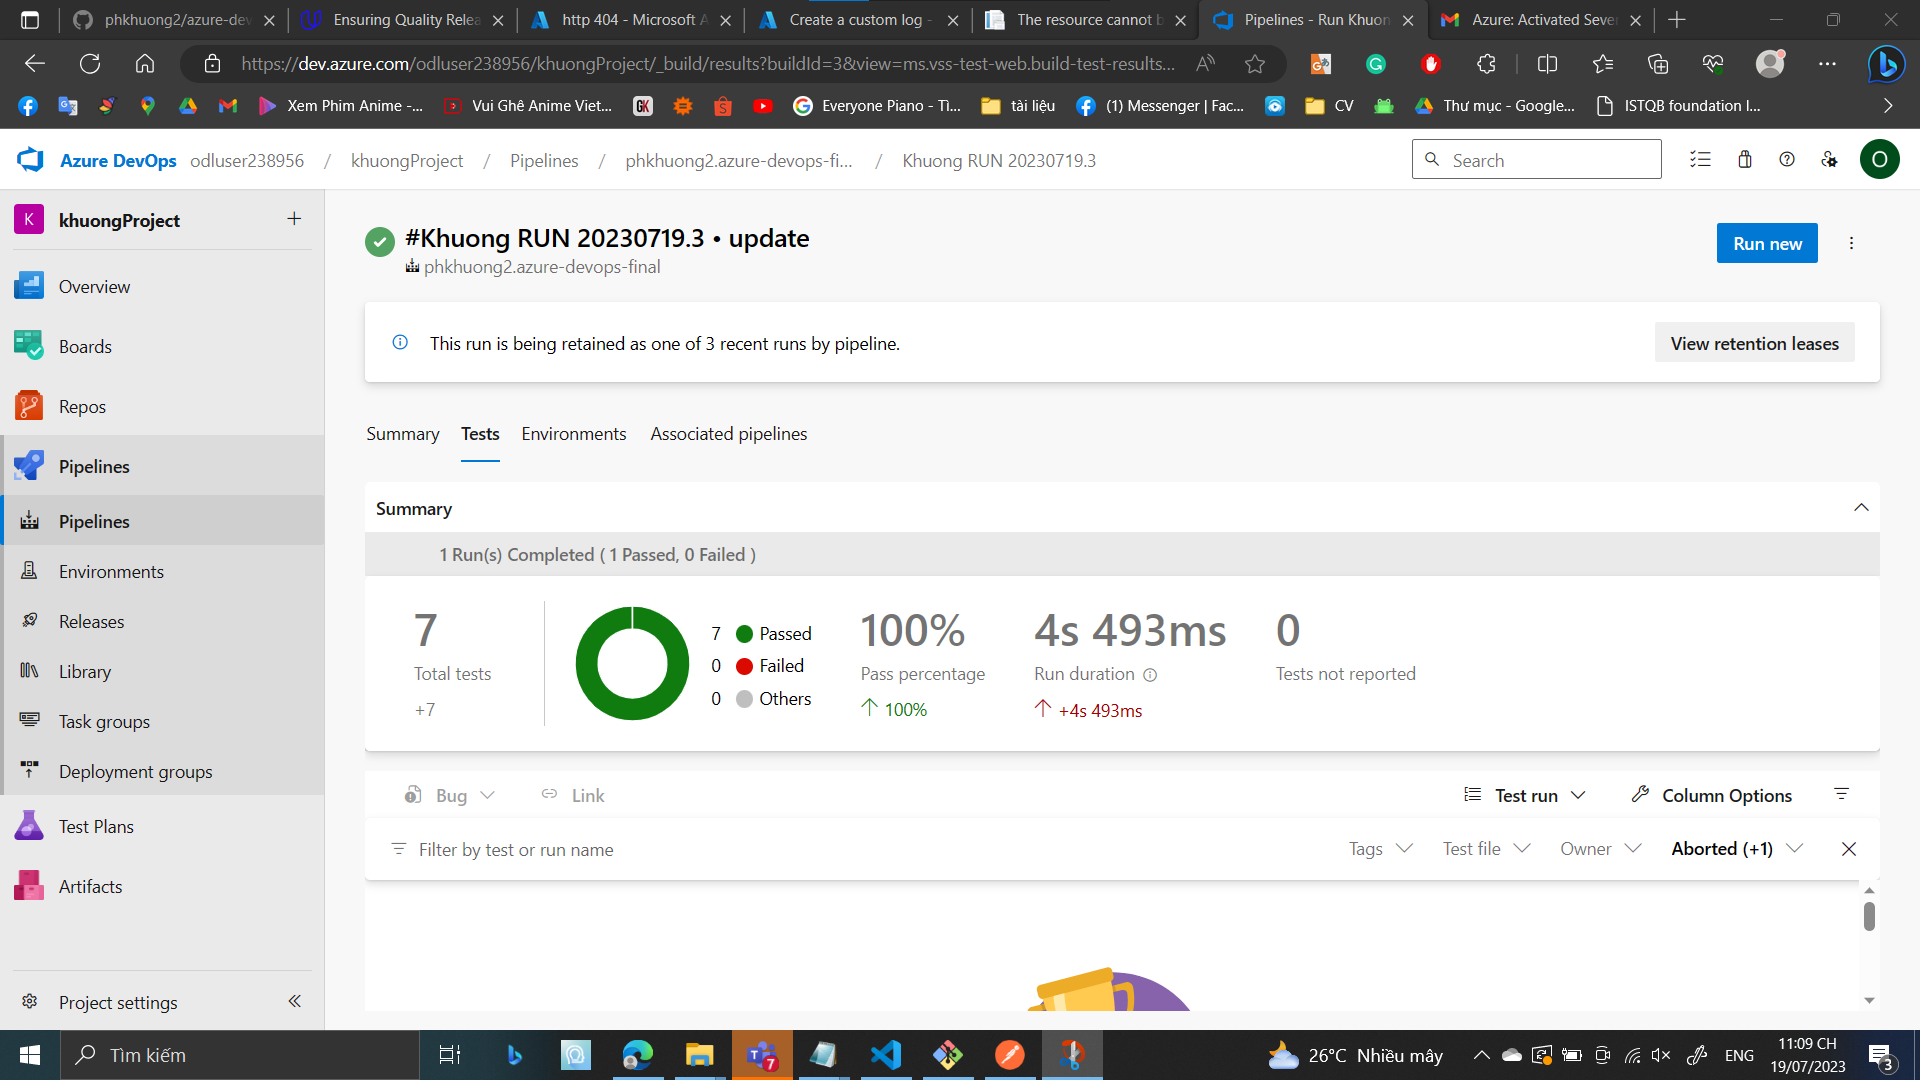 phkhuong2/azure-dev
Ensuring Quality Relea
http 404 - Microsoft A
Create a custom log -
The resource cannot b
Pipelines - Run Khuon
Azure: Activated Sever
https://dev.azure.com/odluser238956/khuongProject/_build/results?buildId=3&view=ms.vss-test-web.build-test-results...
Xem Phim Anime -...
Vui Ghê Anime Viet...
Everyone Piano - Tì...
tài liệu
(1) Messenger | Fac...
CV
Thư mục - Google...
ISTQB foundation l...
Azure DevOps odluser238956 / khuongProject / Pipelines / phkhuong2.azure-devops-fi... / Khuong RUN 20230719.3
Search
O
K khuongProject
Overview
Boards
Repos
Pipelines
Pipelines
Environments
Releases
Library
Task groups
Deployment groups
Test Plans
Artifacts
Project settings
#Khuong RUN 20230719.3 • update
phkhuong2.azure-devops-final
Run new
This run is being retained as one of 3 recent runs by pipeline.
View retention leases
Summary Tests Environments Associated pipelines
Summary
1 Run(s) Completed ( 1 Passed, 0 Failed )
7
Total tests
+7
7 Passed
0 Failed
0 Others
100%
Pass percentage
100%
4s 493ms
Run duration
+4s 493ms
0
Tests not reported
Bug Link
Test run Column Options
Filter by test or run name
Tags Test file Owner Aborted (+1)
Tìm kiếm
7
26°C Nhiều mây
ENG
11:09 CH
19/07/2023
3